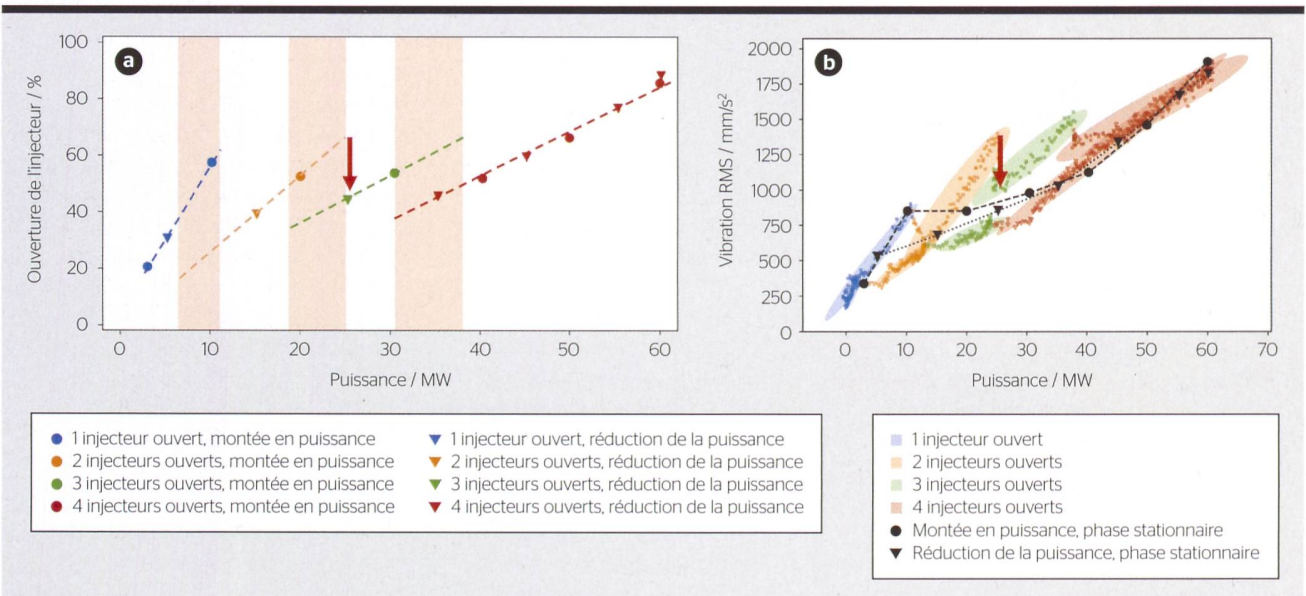 a
Ouverture de l'injecteur / %
100
80
60
40
20
0
0 10 20 30 40 50 60
Puissance / MW
b
Vibration RMS / mm/s²
2000
1750
1500
1250
1000
750
500
250
0
0 10 20 30 40 50 60 70
Puissance / MW
1 injecteur ouvert, montée en puissance
2 injecteurs ouverts, montée en puissance
3 injecteurs ouverts, montée en puissance
4 injecteurs ouverts, montée en puissance
1 injecteur ouvert, réduction de la puissance
2 injecteurs ouverts, réduction de la puissance
3 injecteurs ouverts, réduction de la puissance
4 injecteurs ouverts, réduction de la puissance
1 injecteur ouvert
2 injecteurs ouverts
3 injecteurs ouverts
4 injecteurs ouverts
Montée en puissance, phase stationnaire
Réduction de la puissance, phase stationnaire